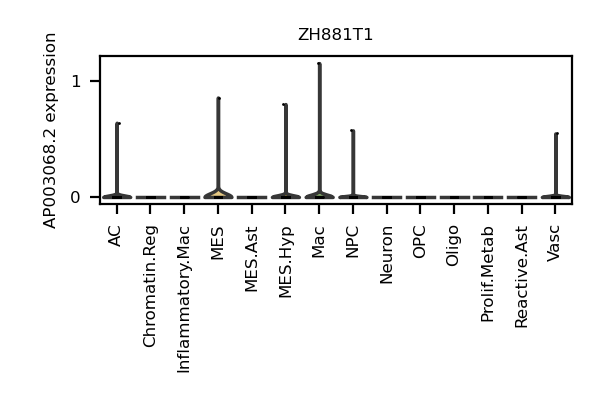 ZH881T1
AP003068.2 expression
1
0
AC
Chromatin.Reg
Inflammatory.Mac
MES
MES.Ast
MES.Hyp
Mac
NPC
Neuron
OPC
Oligo
Prolif.Metab
Reactive.Ast
Vasc